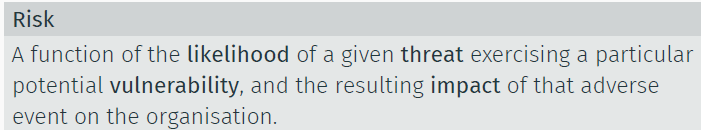 Risk
A function of the likelihood of a given threat exercising a particular
potential vulnerability, and the resulting impact of that adverse
event on the organisation.